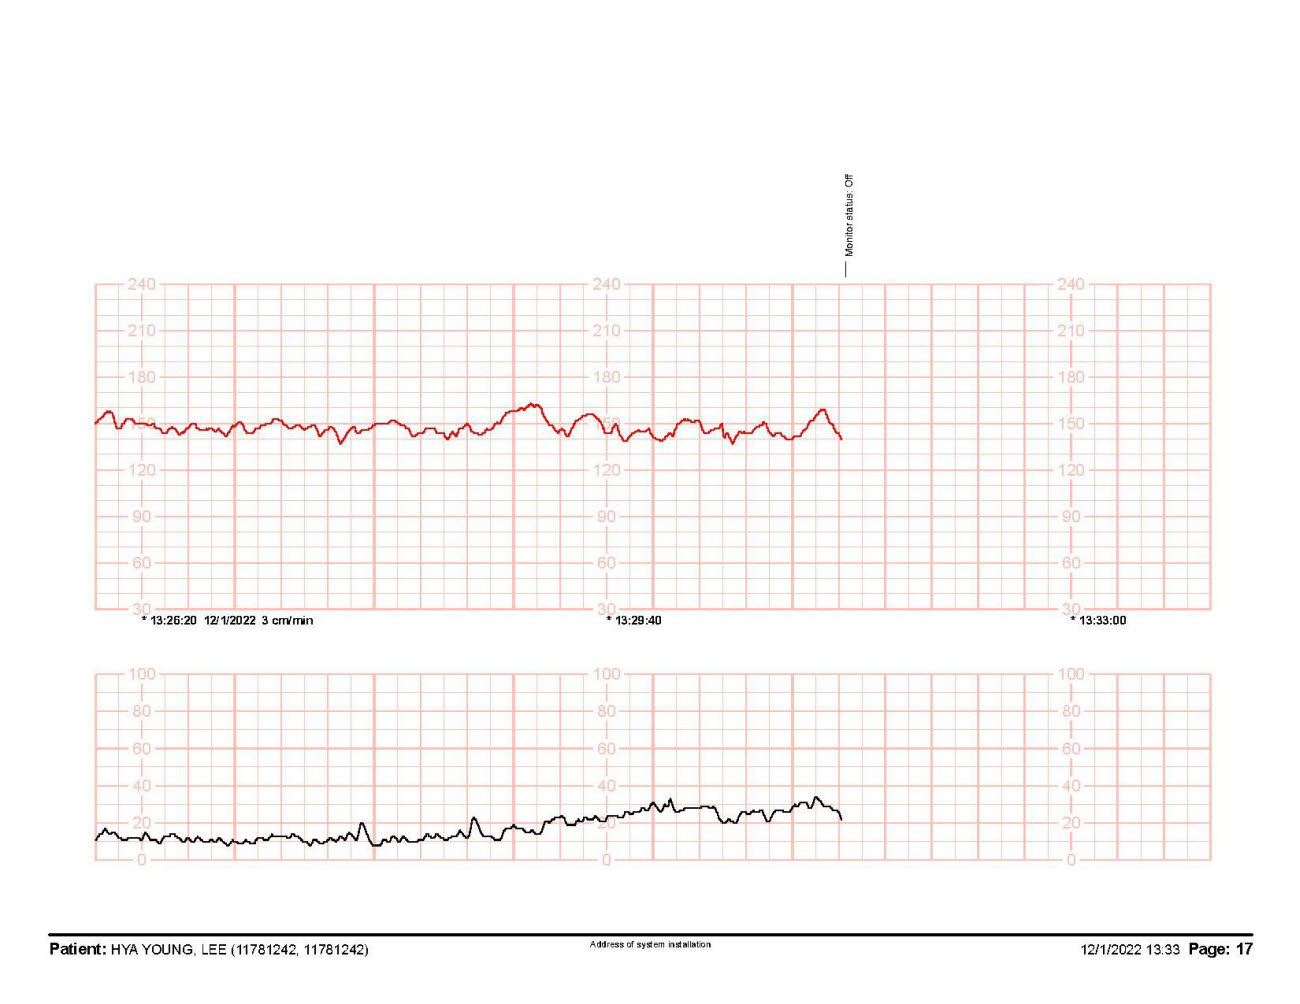 Monitor status: Off
240 240 240
210 210 210
180 180 180
150 150 150
120 120 120
90 90 90
60 60 60
30 30 30
* 13:26:20 12/1/2022 3 cm/min * 13:29:40 * 13:33:00
100 100 100
80 80 80
60 60 60
40 40 40
20 20 20
0 0 0
Patient: HYA YOUNG, LEE (11781242, 11781242) Address of system installation 12/1/2022 13:33 Page: 17